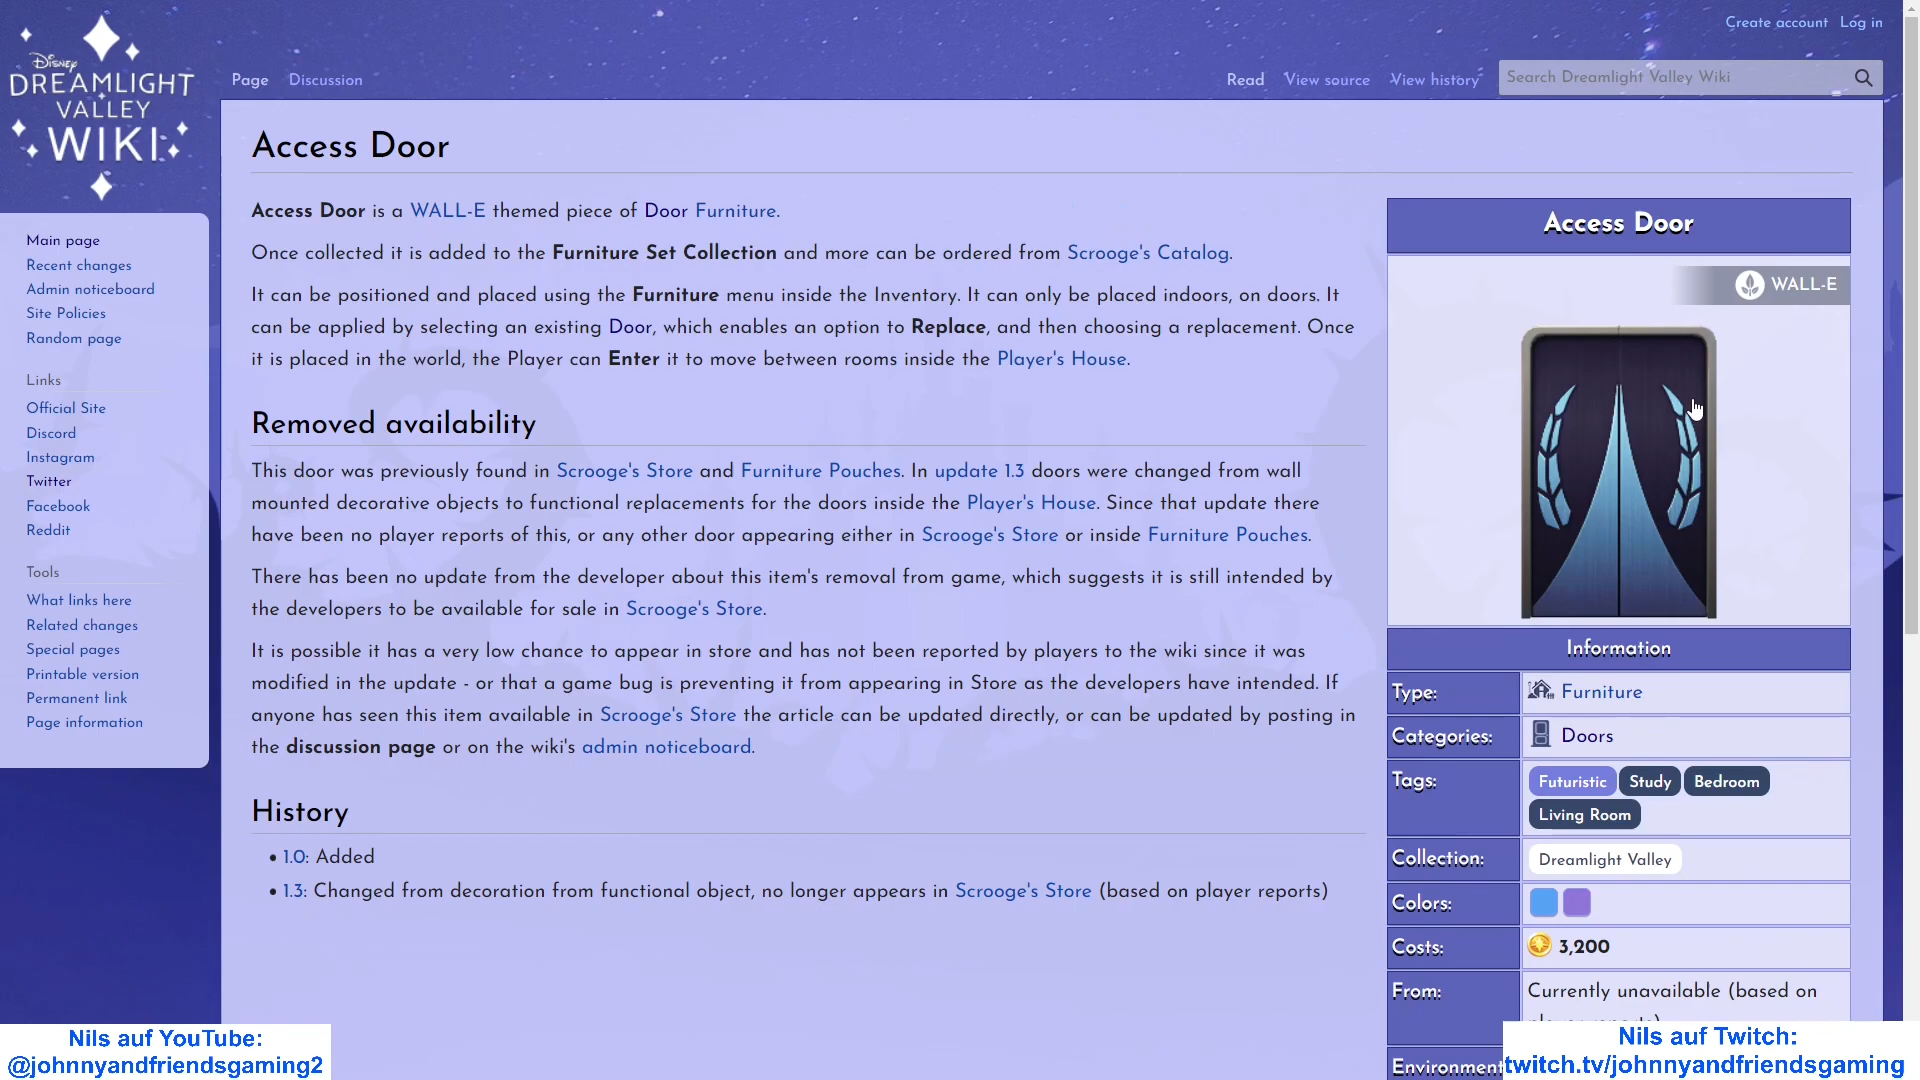 Create account Log in
Disney
DREAMLIGHT
VALLEY
WIKI
Page Discussion
Read View source View history
Search Dreamlight Valley Wiki
Main page
Recent changes
Admin noticeboard
Site Policies
Random page
Links
Official Site
Discord
Instagram
Twitter
Facebook
Reddit
Tools
What links here
Related changes
Special pages
Printable version
Permanent link
Page information
Access Door
Access Door is a WALL-E themed piece of Door Furniture.
Once collected it is added to the Furniture Set Collection and more can be ordered from Scrooge's Catalog.
It can be positioned and placed using the Furniture menu inside the Inventory. It can only be placed indoors, on doors. It
can be applied by selecting an existing Door, which enables an option to Replace, and then choosing a replacement. Once
it is placed in the world, the Player can Enter it to move between rooms inside the Player's House.
Removed availability
This door was previously found in Scrooge's Store and Furniture Pouches. In update 1.3 doors were changed from wall
mounted decorative objects to functional replacements for the doors inside the Player's House. Since that update there
have been no player reports of this, or any other door appearing either in Scrooge's Store or inside Furniture Pouches.
There has been no update from the developer about this item's removal from game, which suggests it is still intended by
the developers to be available for sale in Scrooge's Store.
It is possible it has a very low chance to appear in store and has not been reported by players to the wiki since it was
modified in the update - or that a game bug is preventing it from appearing in Store as the developers have intended. If
anyone has seen this item available in Scrooge's Store the article can be updated directly, or can be updated by posting in
the discussion page or on the wiki's admin noticeboard.
History
• 1.0: Added
• 1.3: Changed from decoration from functional object, no longer appears in Scrooge's Store (based on player reports)
Access Door
WALL-E
Information
Type: Furniture
Categories: Doors
Tags: Futuristic Study Bedroom
Living Room
Collection: Dreamlight Valley
Colors:
Costs: 3,200
From: Currently unavailable (based on
player reports)
Environment
Nils auf YouTube:
@johnnyandfriendsgaming2
Nils auf Twitch:
twitch.tv/johnnyandfriendsgaming